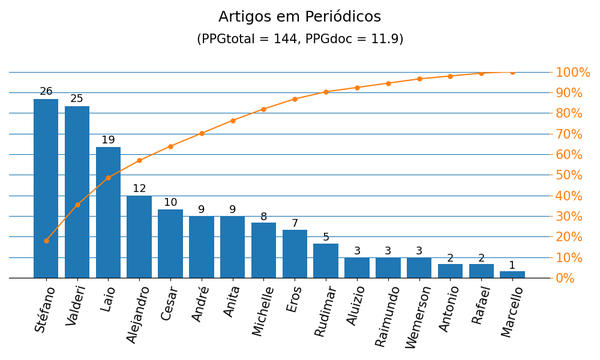 Artigos em Periódicos
(PPGtotal = 144, PPGdoc = 11.9)
100%
90%
80%
70%
60%
50%
40%
30%
20%
10%
0%
26
25
19
12
10
9
9
8
7
5
3
3
3
2
2
1
Stéfano
Valderi
Laio
Alejandro
Cesar
André
Anita
Michelle
Eros
Rudimar
Aluizio
Raimundo
Wemerson
Antonio
Rafael
Marcello